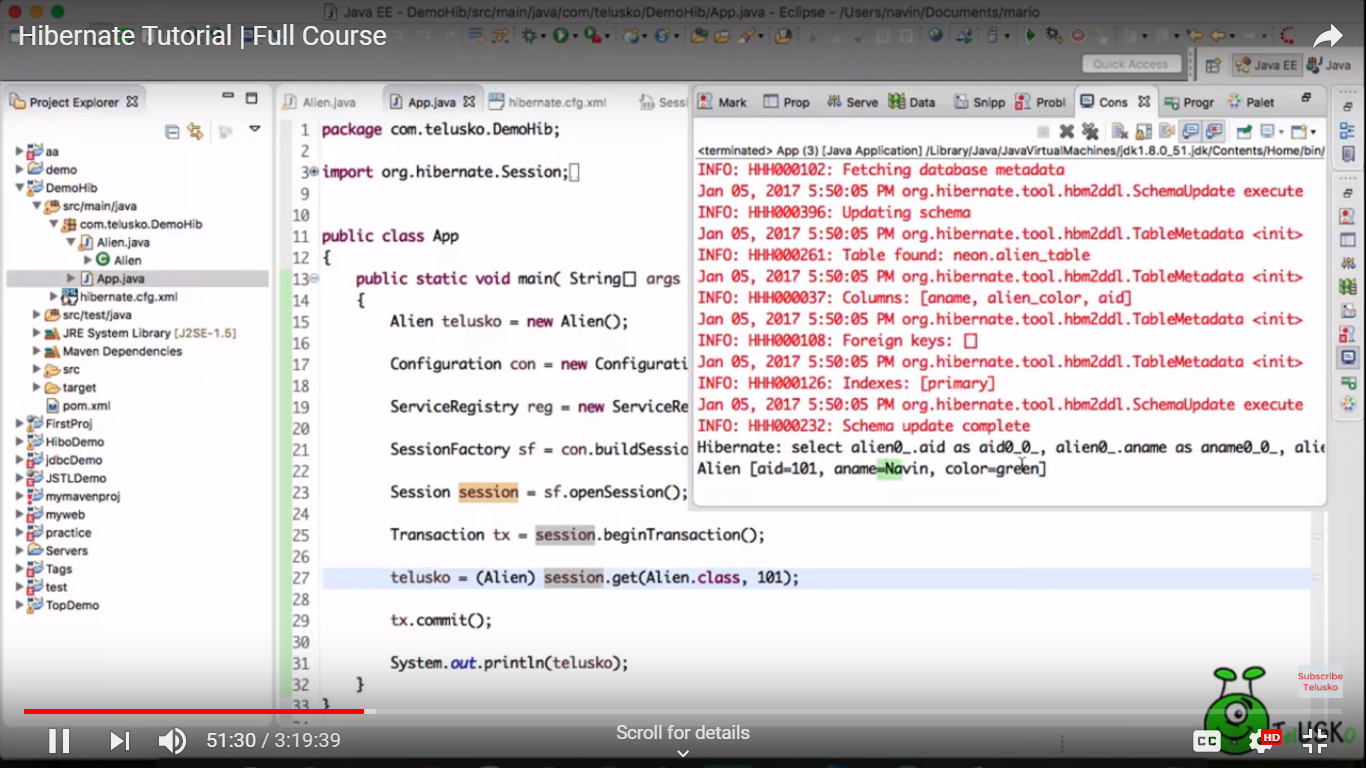 Java EE - DemoHib/src/main/java/com/telusko/DemoHib/App.java - Eclipse - /Users/navin/Documents/mario
Hibernate Tutorial | Full Course
Quick Access
Java EE
Java
Project Explorer
Alien.java
App.java
hibernate.cfg.xml
Sessi
Mark
Prop
Serve
Data
Snipp
Probl
Cons
Progr
Palet
<terminated> App (3) [Java Application] /Library/Java/JavaVirtualMachines/jdk1.8.0_51.jdk/Contents/Home/bin/
aa
demo
DemoHib
src/main/java
com.telusko.DemoHib
Alien.java
Alien
App.java
hibernate.cfg.xml
src/test/java
JRE System Library [J2SE-1.5]
Maven Dependencies
src
target
pom.xml
FirstProj
HiboDemo
jdbcDemo
JSTLDemo
mymavenproj
myweb
practice
Servers
Tags
test
TopDemo
1 package com.telusko.DemoHib;
2
3 import org.hibernate.Session;
9
10
11 public class App
12 {
13 public static void main( String[] args
14 {
15 Alien telusko = new Alien();
16
17 Configuration con = new Configurati
18
19 ServiceRegistry reg = new ServiceRe
20
21 SessionFactory sf = con.buildSessio
22
23 Session session = sf.openSession();
24
25 Transaction tx = session.beginTransaction();
26
27 telusko = (Alien) session.get(Alien.class, 101);
28
29 tx.commit();
30
31 System.out.println(telusko);
32 }
33 }
INFO: HHH000102: Fetching database metadata
Jan 05, 2017 5:50:05 PM org.hibernate.tool.hbm2ddl.SchemaUpdate execute
INFO: HHH000396: Updating schema
Jan 05, 2017 5:50:05 PM org.hibernate.tool.hbm2ddl.TableMetadata <init>
INFO: HHH000261: Table found: neon.alien_table
Jan 05, 2017 5:50:05 PM org.hibernate.tool.hbm2ddl.TableMetadata <init>
INFO: HHH000037: Columns: [aname, alien_color, aid]
Jan 05, 2017 5:50:05 PM org.hibernate.tool.hbm2ddl.TableMetadata <init>
INFO: HHH000108: Foreign keys: []
Jan 05, 2017 5:50:05 PM org.hibernate.tool.hbm2ddl.TableMetadata <init>
INFO: HHH000126: Indexes: [primary]
Jan 05, 2017 5:50:05 PM org.hibernate.tool.hbm2ddl.SchemaUpdate execute
INFO: HHH000232: Schema update complete
Hibernate: select alien0_.aid as aid0_0_, alien0_.aname as aname0_0_, alie
Alien [aid=101, aname=Navin, color=green]
Subscribe
Telusko
51:30 / 3:19:39
Scroll for details
CC
HD